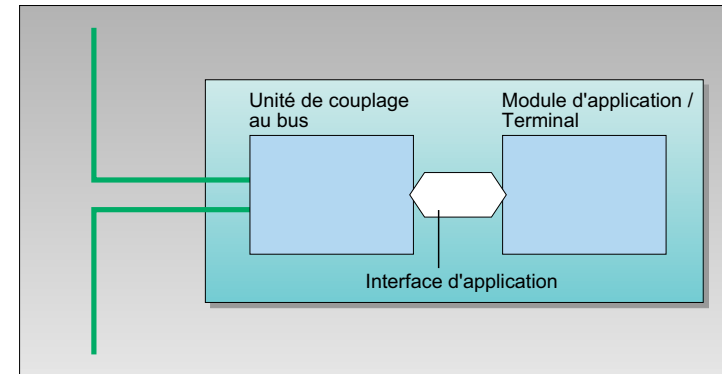 Unité de couplage
au bus
Module d'application /
Terminal
Interface d'application